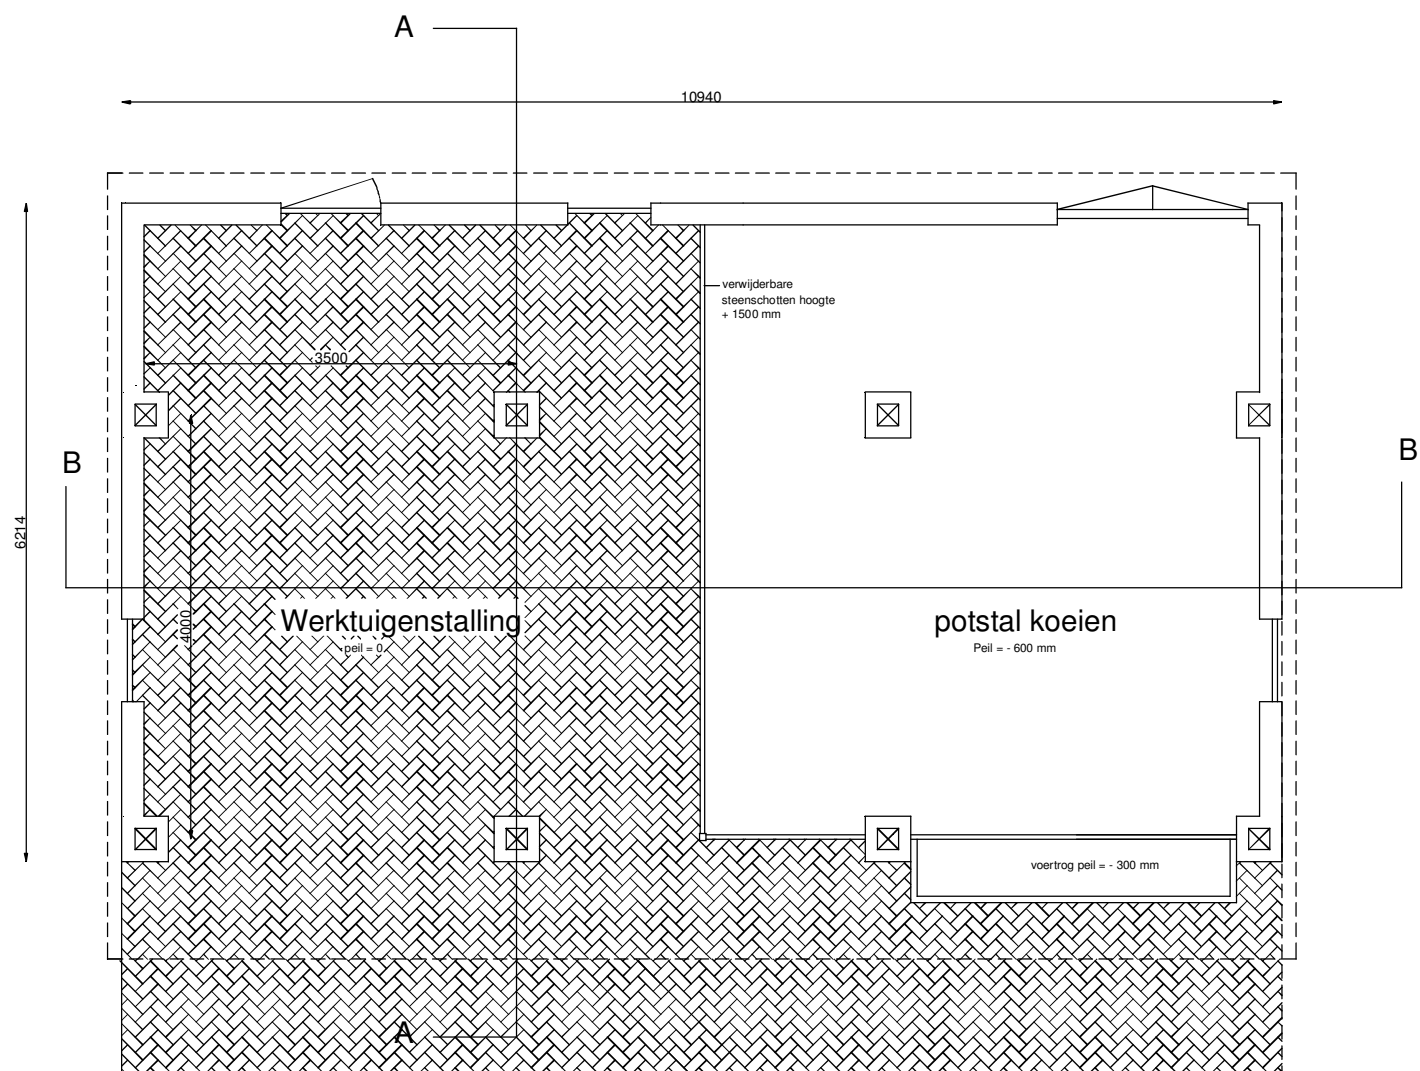 A
10940
verwijderbare
steenschotten hoogte
+ 1500 mm
3500
B
B
6214
4000
Werktuigenstalling
peil = 0
potstal koeien
Peil = - 600 mm
voertrog peil = - 300 mm
A